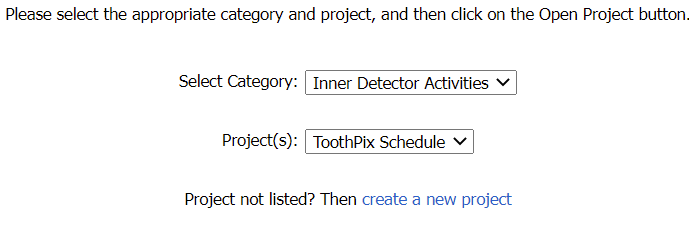 Please select the appropriate category and project, and then click on the Open Project button.
Select Category: Inner Detector Activities
Project(s): ToothPix Schedule
Project not listed? Then create a new project